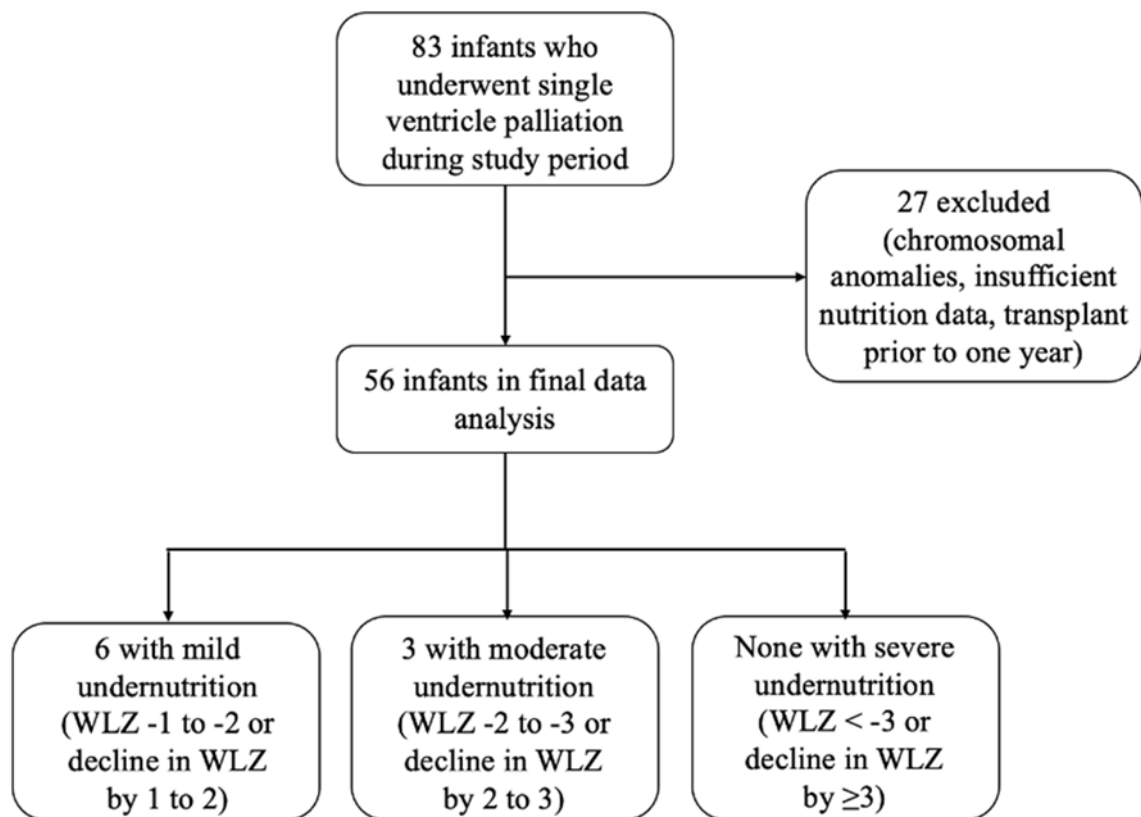 83 infants who
underwent single
ventricle palliation
during study period
27 excluded
(chromosomal
anomalies, insufficient
nutrition data, transplant
prior to one year)
56 infants in final data
analysis
6 with mild
undernutrition
(WLZ -1 to -2 or
decline in WLZ
by 1 to 2)
3 with moderate
undernutrition
(WLZ -2 to -3 or
decline in WLZ
by 2 to 3)
None with severe
undernutrition
(WLZ < -3 or
decline in WLZ
by ≥3)